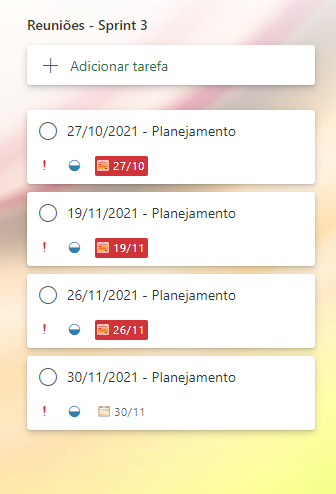 Reuniões - Sprint 3
Adicionar tarefa
27/10/2021 - Planejamento
27/10
19/11/2021 - Planejamento
19/11
26/11/2021 - Planejamento
26/11
30/11/2021 - Planejamento
30/11